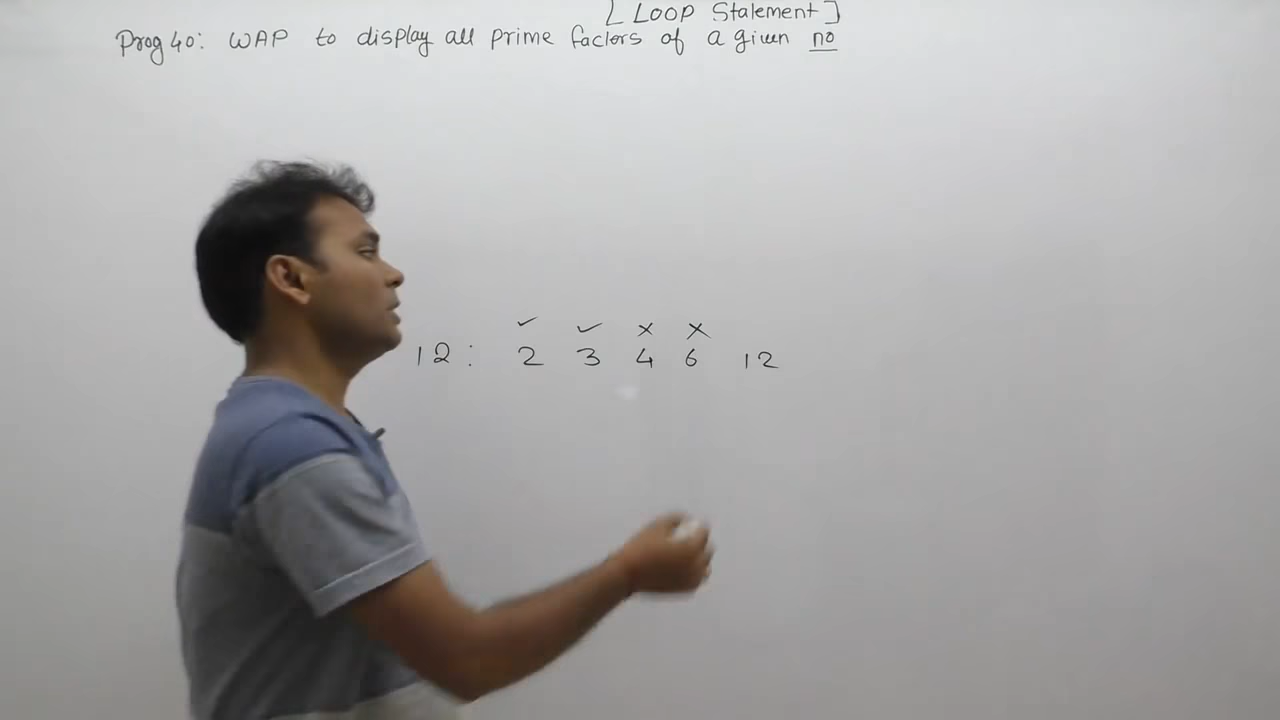 [ LOOP Statement ]
Prog 40: WAP to display all prime factors of a given no
✓ ✓ × ×
12: 2 3 4 6 12